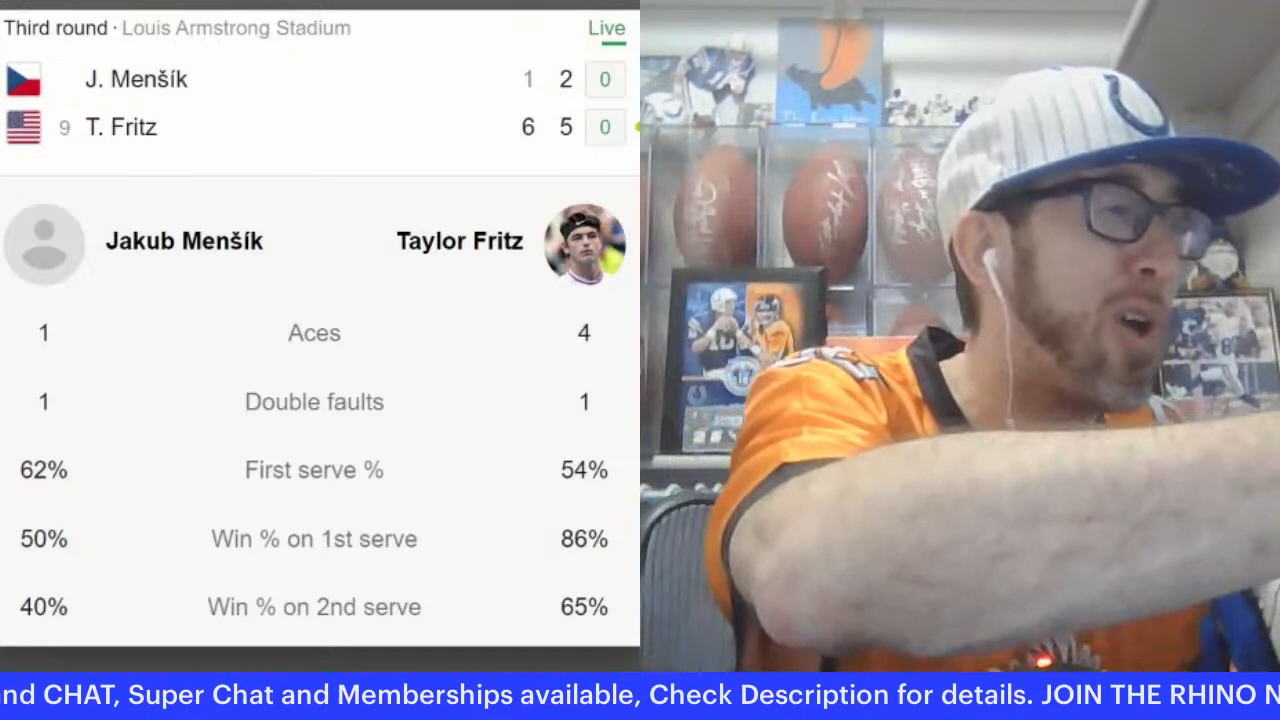 Third round · Louis Armstrong Stadium Live
J. Menšík 1 2 0
9 T. Fritz 6 5 0
Jakub Menšík Taylor Fritz
1 Aces 4
1 Double faults 1
62% First serve % 54%
50% Win % on 1st serve 86%
40% Win % on 2nd serve 65%
nd CHAT, Super Chat and Memberships available, Check Description for details. JOIN THE RHINO N